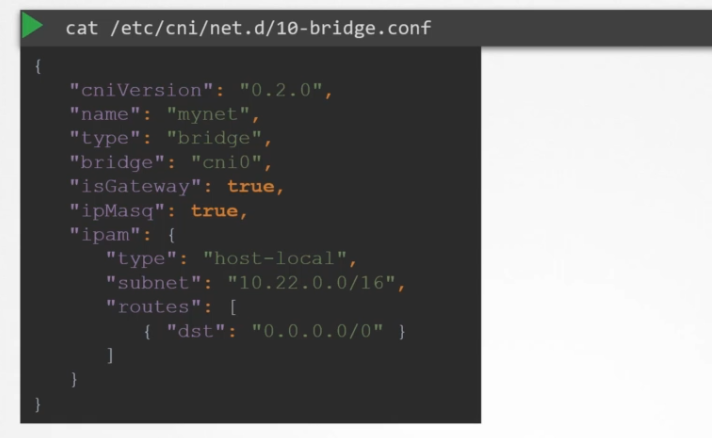 cat /etc/cni/net.d/10-bridge.conf
{
"cniVersion": "0.2.0",
"name": "mynet",
"type": "bridge",
"bridge": "cni0",
"isGateway": true,
"ipMasq": true,
"ipam": {
"type": "host-local",
"subnet": "10.22.0.0/16",
"routes": [
{ "dst": "0.0.0.0/0" }
]
}
}